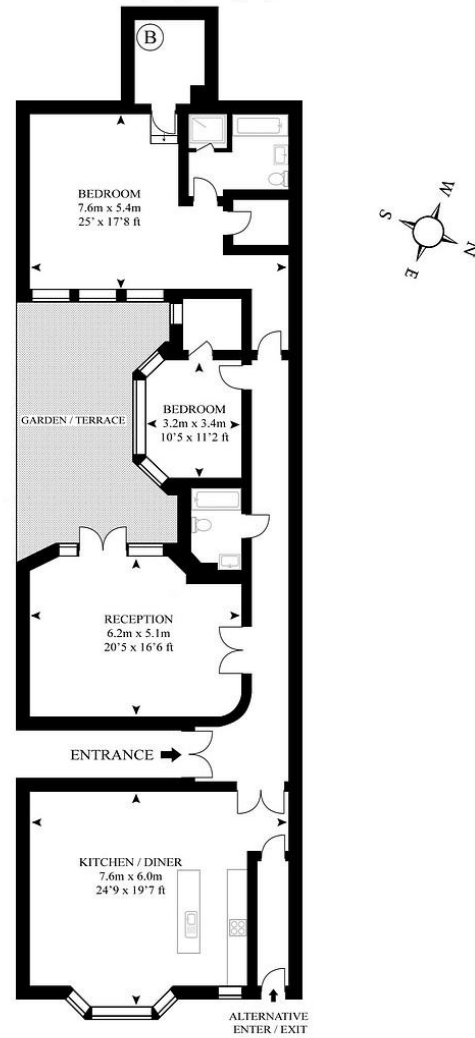 B
BEDROOM
7.6m x 5.4m
25' x 17'8 ft
W
S
N
E
GARDEN / TERRACE
BEDROOM
3.2m x 3.4m
10'5 x 11'2 ft
RECEPTION
6.2m x 5.1m
20'5 x 16'6 ft
ENTRANCE
KITCHEN / DINER
7.6m x 6.0m
24'9 x 19'7 ft
ALTERNATIVE
ENTER / EXIT